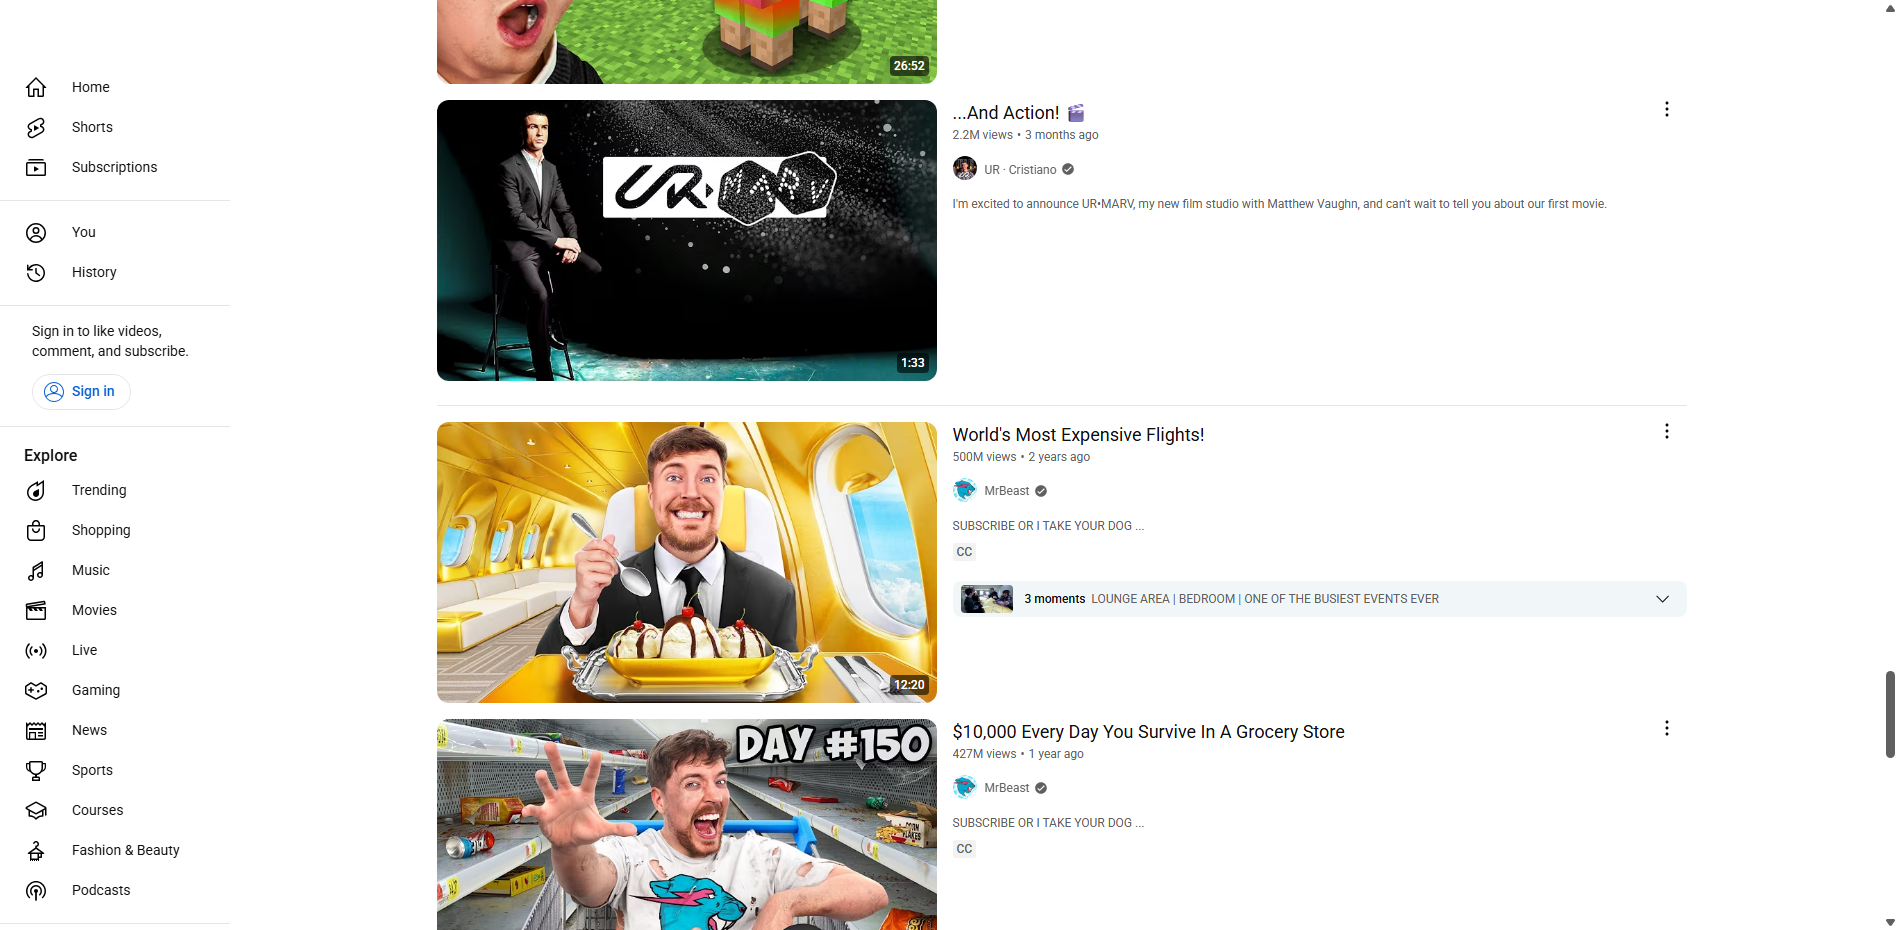 Home
Shorts
Subscriptions
You
History
Sign in to like videos,
comment, and subscribe.
Sign in
Explore
Trending
Shopping
Music
Movies
Live
Gaming
News
Sports
Courses
Fashion & Beauty
Podcasts
26:52
UR·MARV
1:33
...And Action! 🎬
2.2M views • 3 months ago
UR · Cristiano
I'm excited to announce UR•MARV, my new film studio with Matthew Vaughn, and can't wait to tell you about our first movie.
12:20
World's Most Expensive Flights!
500M views • 2 years ago
MrBeast
SUBSCRIBE OR I TAKE YOUR DOG ...
CC
3 moments LOUNGE AREA | BEDROOM | ONE OF THE BUSIEST EVENTS EVER
DAY #150
CORN
FLAKES
$10,000 Every Day You Survive In A Grocery Store
427M views • 1 year ago
MrBeast
SUBSCRIBE OR I TAKE YOUR DOG ...
CC